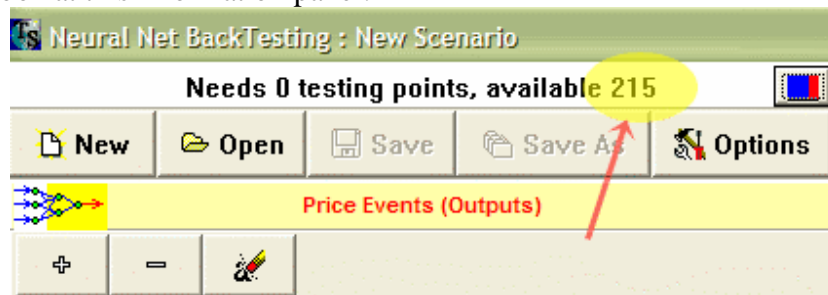 Neural Net BackTesting : New Scenario
Needs 0 testing points, available 215
New Open Save Save As Options
Price Events (Outputs)